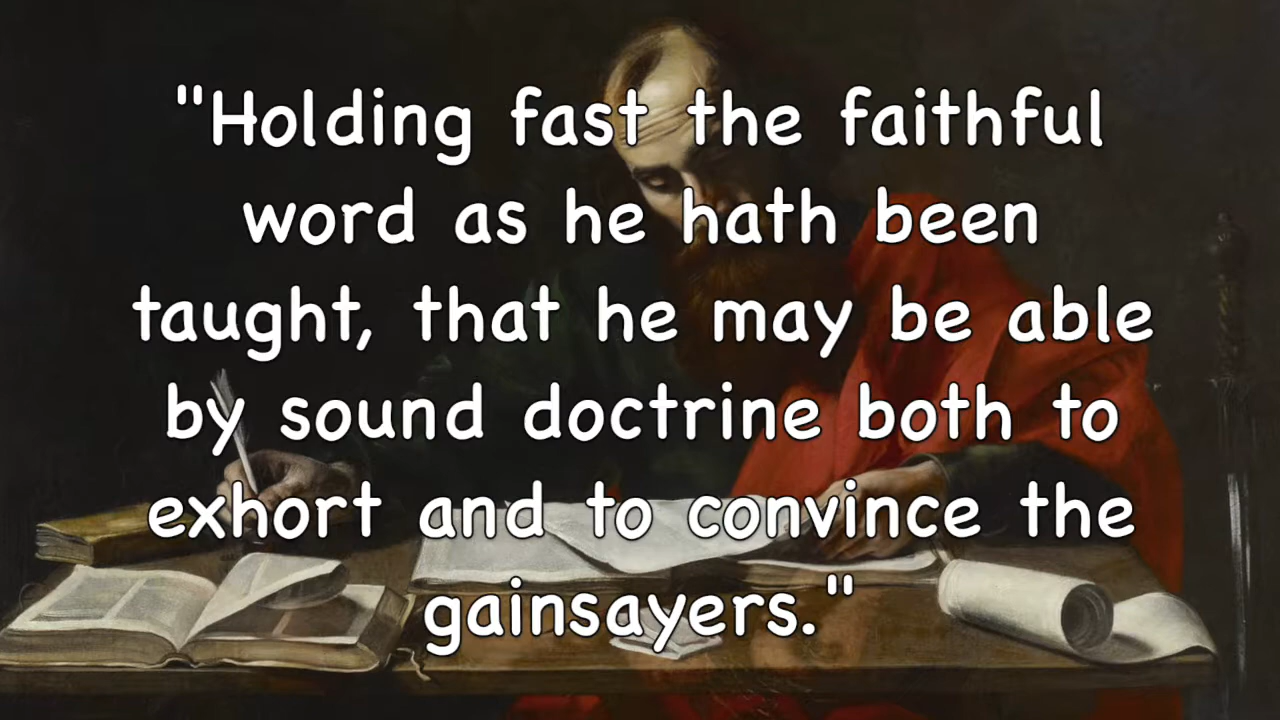 "Holding fast the faithful
word as he hath been
taught, that he may be able
by sound doctrine both to
exhort and to convince the
gainsayers."